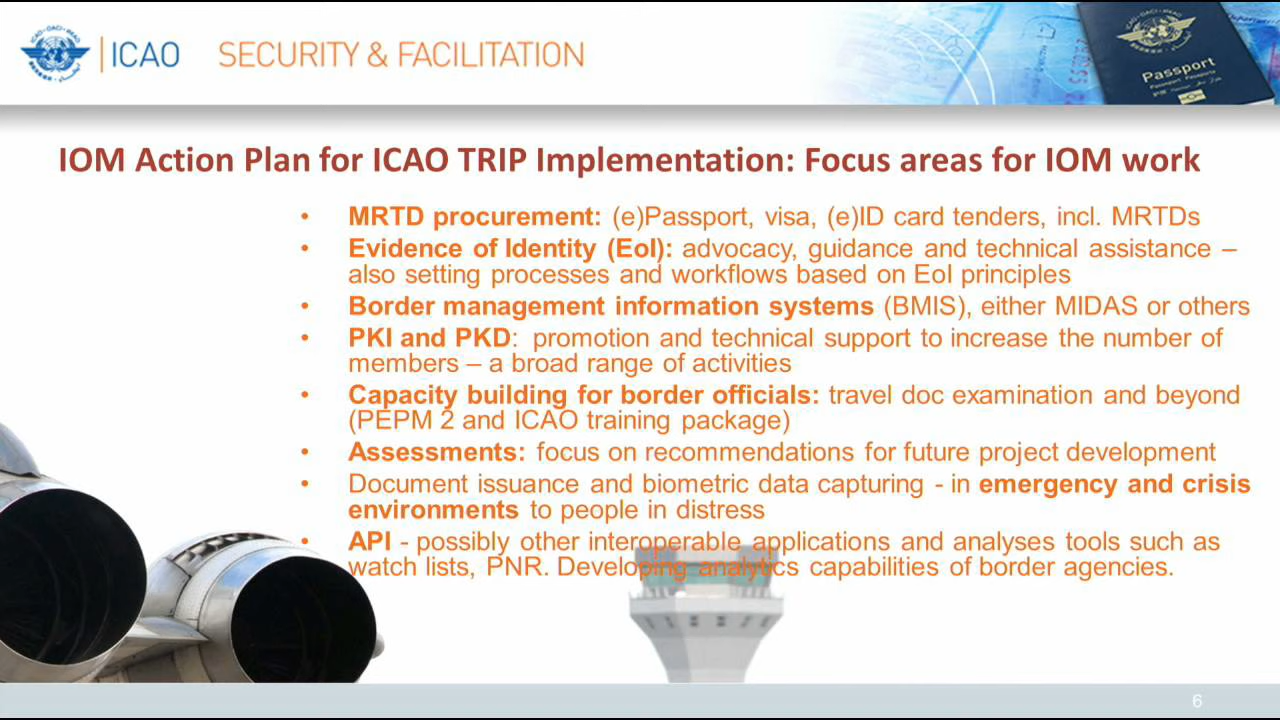 ICAO SECURITY & FACILITATION
Passport
IOM Action Plan for ICAO TRIP Implementation: Focus areas for IOM work
• MRTD procurement: (e)Passport, visa, (e)ID card tenders, incl. MRTDs
• Evidence of Identity (EoI): advocacy, guidance and technical assistance –
also setting processes and workflows based on EoI principles
• Border management information systems (BMIS), either MIDAS or others
• PKI and PKD: promotion and technical support to increase the number of
members – a broad range of activities
• Capacity building for border officials: travel doc examination and beyond
(PEPM 2 and ICAO training package)
• Assessments: focus on recommendations for future project development
• Document issuance and biometric data capturing - in emergency and crisis
environments to people in distress
• API - possibly other interoperable applications and analyses tools such as
watch lists, PNR. Developing analytics capabilities of border agencies.
6